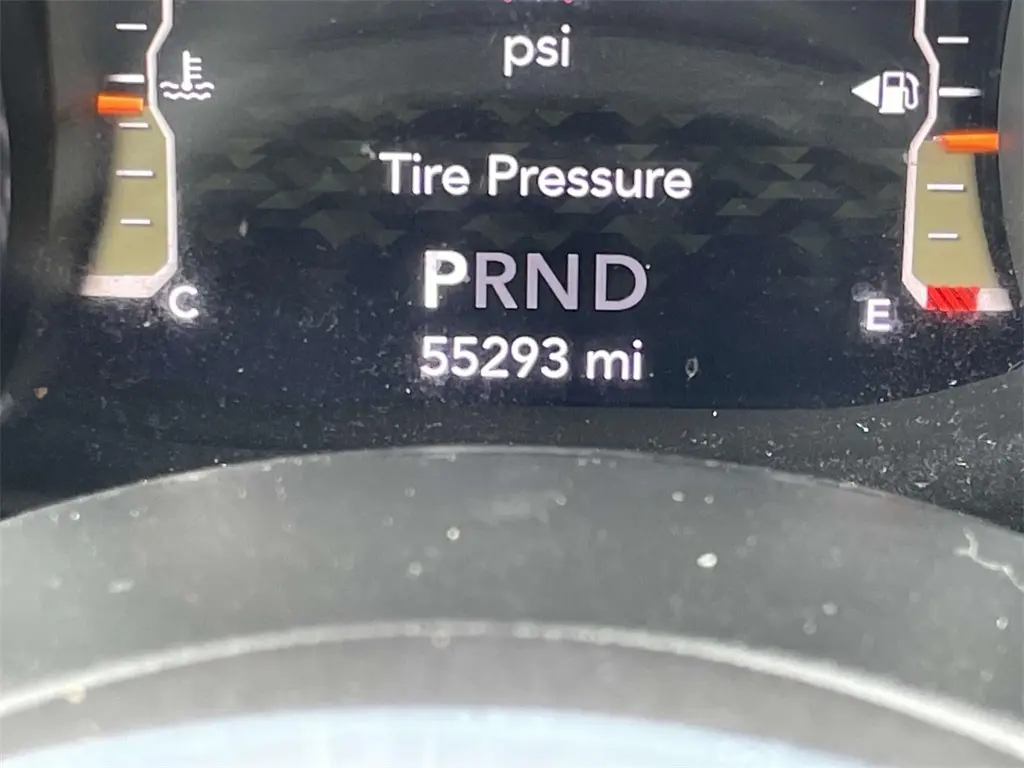 psi
Tire Pressure
PRND
C
E
55293 mi